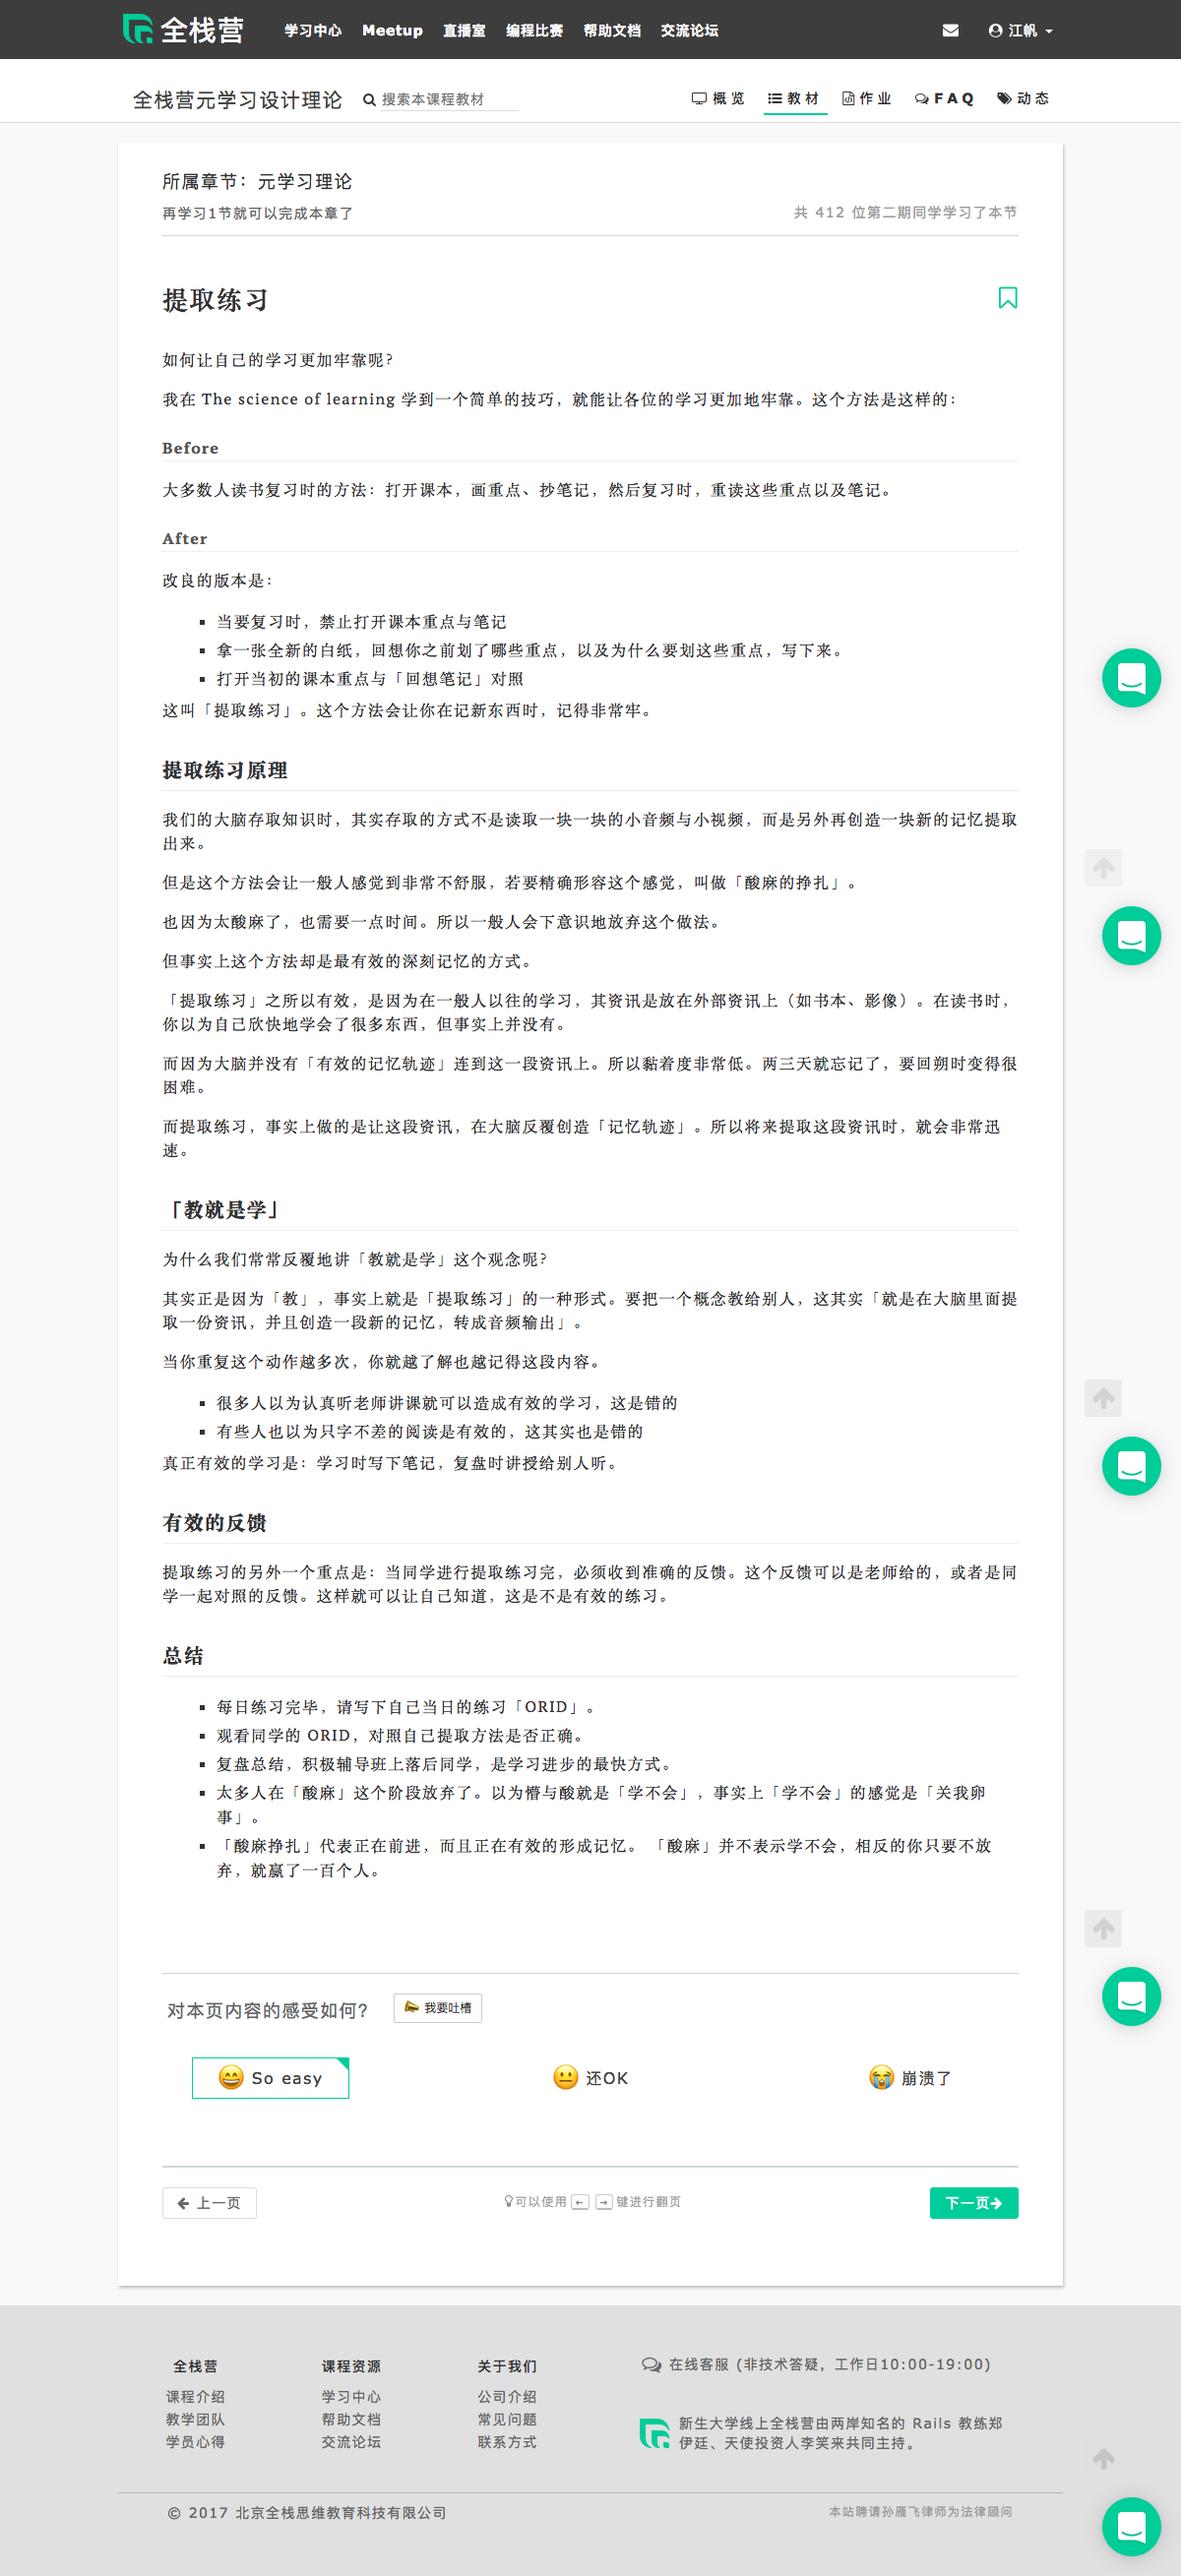 全栈营 学习中心 Meetup 直播室 编程比赛 帮助文档 交流论坛 江帆
全栈营元学习设计理论 搜索本课程教材 概览 教材 作业 FAQ 动态
所属章节：元学习理论
再学习1节就可以完成本章了 共 412 位第二期同学学习了本节
提取练习
如何让自己的学习更加牢靠呢？
我在 The science of learning 学到一个简单的技巧，就能让各位的学习更加地牢靠。这个方法是这样的：
Before
大多数人读书复习时的方法：打开课本，画重点、抄笔记，然后复习时，重读这些重点以及笔记。
After
改良的版本是：
当要复习时，禁止打开课本重点与笔记
拿一张全新的白纸，回想你之前划了哪些重点，以及为什么要划这些重点，写下来。
打开当初的课本重点与「回想笔记」对照
这叫「提取练习」。这个方法会让你在记新东西时，记得非常牢。
提取练习原理
我们的大脑存取知识时，其实存取的方式不是读取一块一块的小音频与小视频，而是另外再创造一块新的记忆提取
出来。
但是这个方法会让一般人感觉到非常不舒服，若要精确形容这个感觉，叫做「酸麻的挣扎」。
也因为太酸麻了，也需要一点时间。所以一般人会下意识地放弃这个做法。
但事实上这个方法却是最有效的深刻记忆的方式。
「提取练习」之所以有效，是因为在一般人以往的学习，其资讯是放在外部资讯上（如书本、影像）。在读书时，
你以为自己欣快地学会了很多东西，但事实上并没有。
而因为大脑并没有「有效的记忆轨迹」连到这一段资讯上。所以黏着度非常低。两三天就忘记了，要回朔时变得很
困难。
而提取练习，事实上做的是让这段资讯，在大脑反覆创造「记忆轨迹」。所以将来提取这段资讯时，就会非常迅
速。
「教就是学」
为什么我们常常反覆地讲「教就是学」这个观念呢？
其实正是因为「教」，事实上就是「提取练习」的一种形式。要把一个概念教给别人，这其实「就是在大脑里面提
取一份资讯，并且创造一段新的记忆，转成音频输出」。
当你重复这个动作越多次，你就越了解也越记得这段内容。
很多人以为认真听老师讲课就可以造成有效的学习，这是错的
有些人也以为只字不差的阅读是有效的，这其实也是错的
真正有效的学习是：学习时写下笔记，复盘时讲授给别人听。
有效的反馈
提取练习的另外一个重点是：当同学进行提取练习完，必须收到准确的反馈。这个反馈可以是老师给的，或者是同
学一起对照的反馈。这样就可以让自己知道，这是不是有效的练习。
总结
每日练习完毕，请写下自己当日的练习「ORID」。
观看同学的 ORID，对照自己提取方法是否正确。
复盘总结，积极辅导班上落后同学，是学习进步的最快方式。
太多人在「酸麻」这个阶段放弃了。以为懵与酸就是「学不会」，事实上「学不会」的感觉是「关我卵
事」。
「酸麻挣扎」代表正在前进，而且正在有效的形成记忆。 「酸麻」并不表示学不会，相反的你只要不放
弃，就赢了一百个人。
对本页内容的感受如何？ 我要吐槽
So easy 还OK 崩溃了
上一页 可以使用 ← → 键进行翻页 下一页
全栈营 课程资源 关于我们 在线客服 (非技术答疑，工作日10:00-19:00)
课程介绍 学习中心 公司介绍
教学团队 帮助文档 常见问题 新生大学线上全栈营由两岸知名的 Rails 教练郑
学员心得 交流论坛 联系方式 伊廷、天使投资人李笑来共同主持。
© 2017 北京全栈思维教育科技有限公司 本站聘请孙雁飞律师为法律顾问